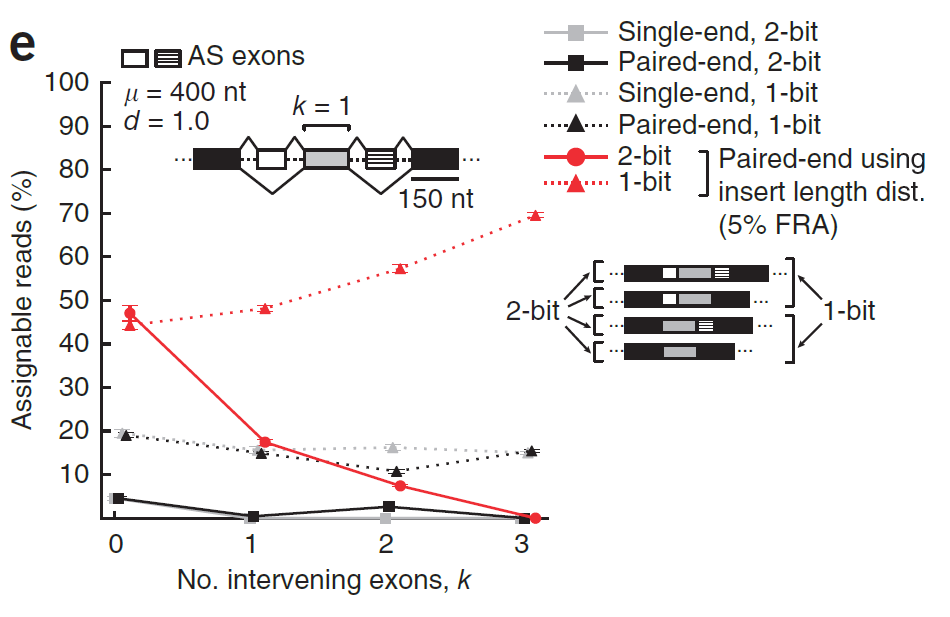 e
AS exons
μ = 400 nt
d = 1.0
k = 1
...
...
150 nt
Single-end, 2-bit
Paired-end, 2-bit
Single-end, 1-bit
Paired-end, 1-bit
2-bit
1-bit
Paired-end using
insert length dist.
(5% FRA)
Assignable reads (%)
100
90
80
70
60
50
40
30
20
10
0
1
2
3
No. intervening exons, k
2-bit
1-bit
...
...
...
...
...
...
...
...